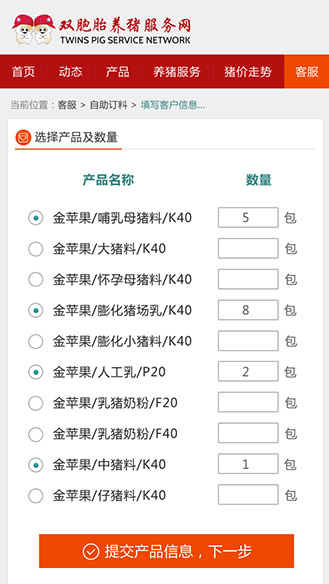 双胞胎养猪服务网
TWINS PIG SERVICE NETWORK
首页 动态 产品 养猪服务 猪价走势 客服
当前位置：客服 > 自助订料 > 填写客户信息...
选择产品及数量
产品名称 数量
金苹果/哺乳母猪料/K40 5 包
金苹果/大猪料/K40 包
金苹果/怀孕母猪料/K40 包
金苹果/膨化猪场乳/K40 8 包
金苹果/膨化小猪料/K40 包
金苹果/人工乳/P20 2 包
金苹果/乳猪奶粉/F20 包
金苹果/乳猪奶粉/F40 包
金苹果/中猪料/K40 1 包
金苹果/仔猪料/K40 包
提交产品信息，下一步